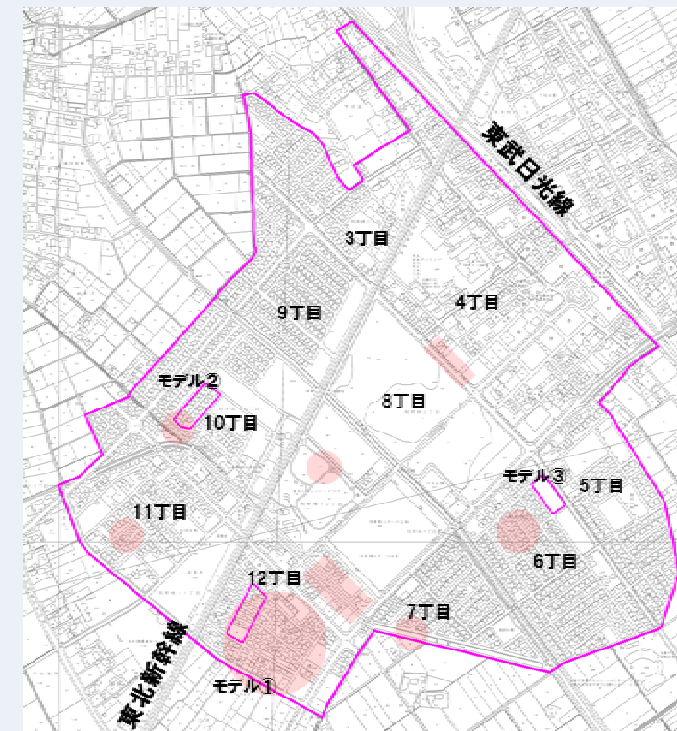 東武日光線
3丁目
4丁目
9丁目
モデル②
8丁目
10丁目
モデル③
5丁目
11丁目
6丁目
12丁目
7丁目
モデル①
東北新幹線